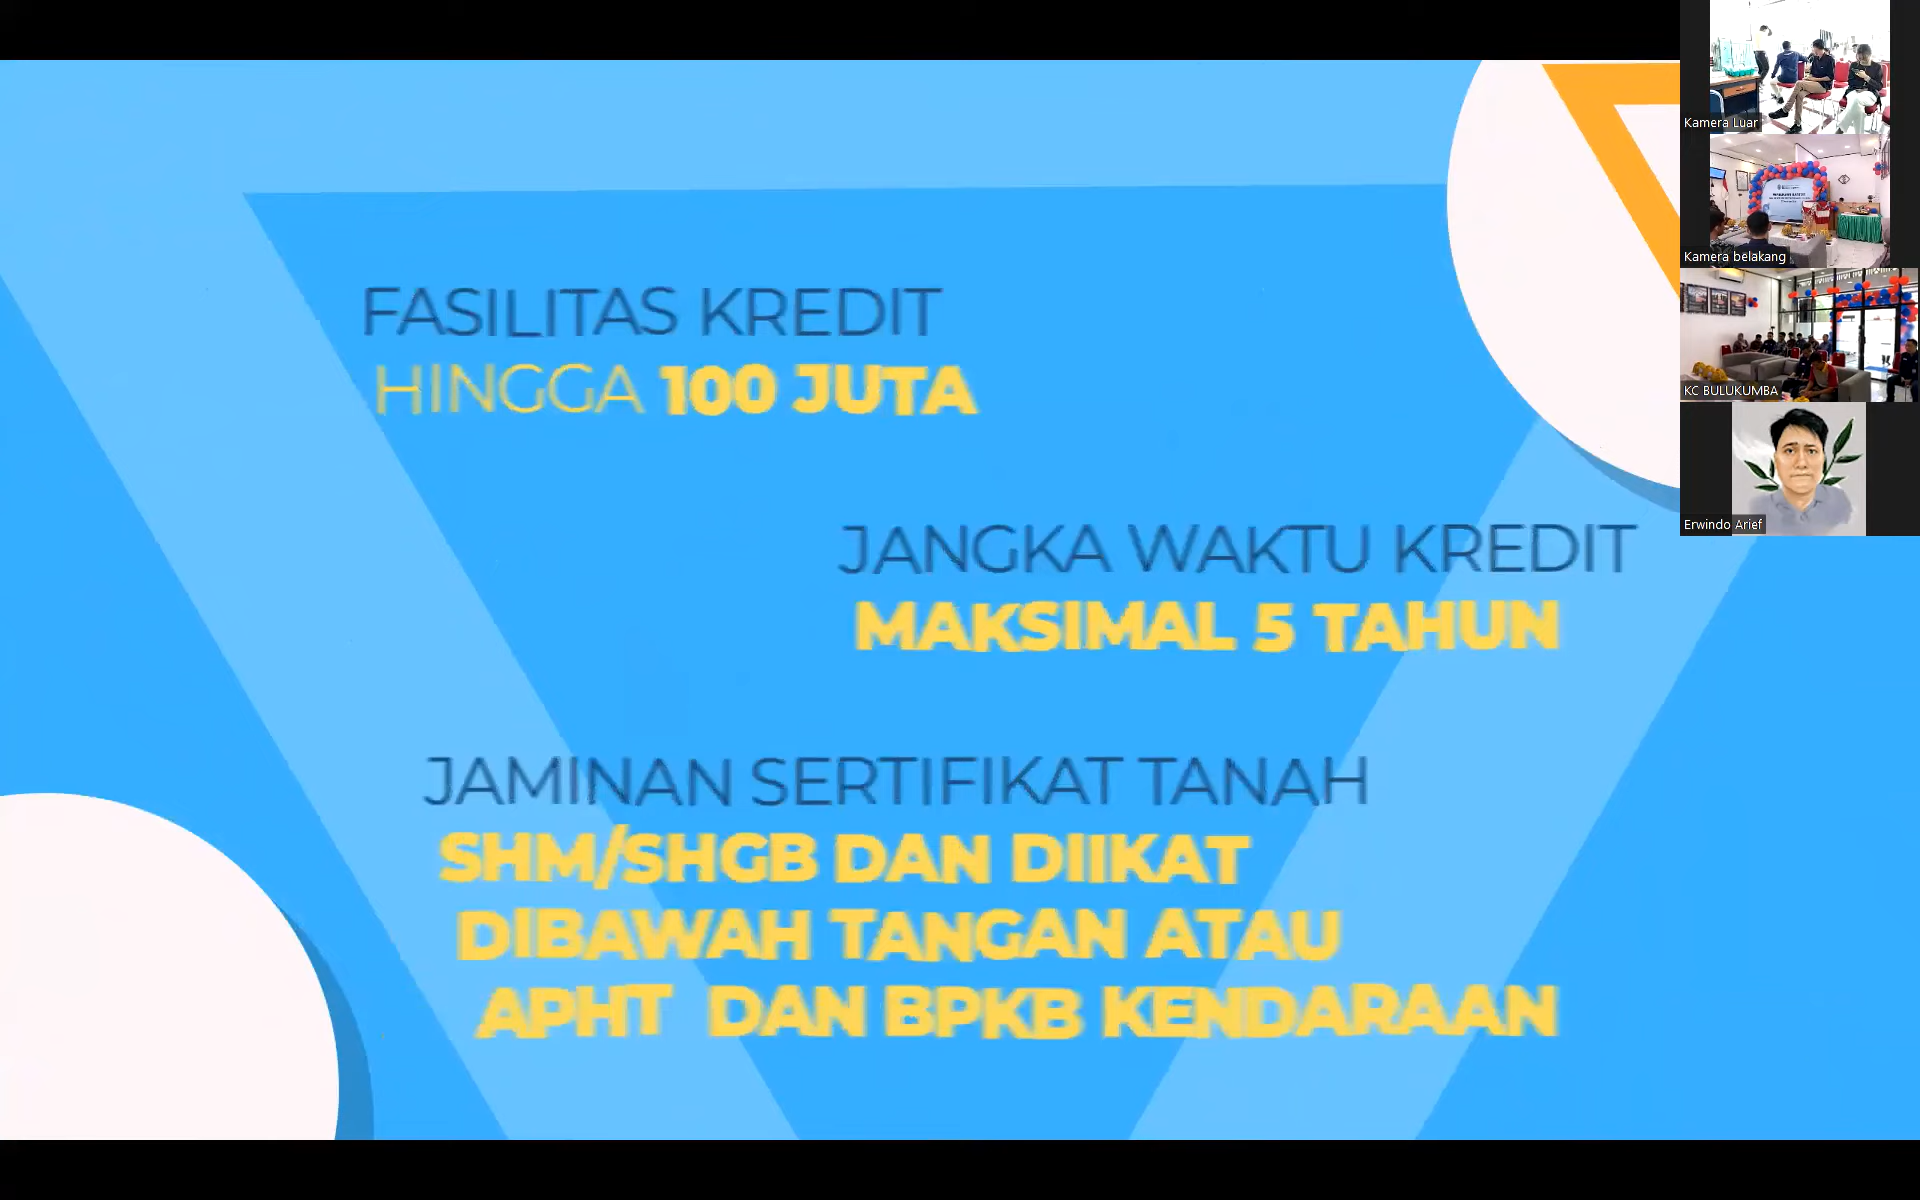 FASILITAS KREDIT
HINGGA 100 JUTA
JANGKA WAKTU KREDIT
MAKSIMAL 5 TAHUN
JAMINAN SERTIFIKAT TANAH
SHM/SHGB DAN DIIKAT
DIBAWAH TANGAN ATAU
APHT DAN BPKB KENDARAAN
Kamera Luar
Kamera belakang
KC BULUKUMBA
Erwindo Arief